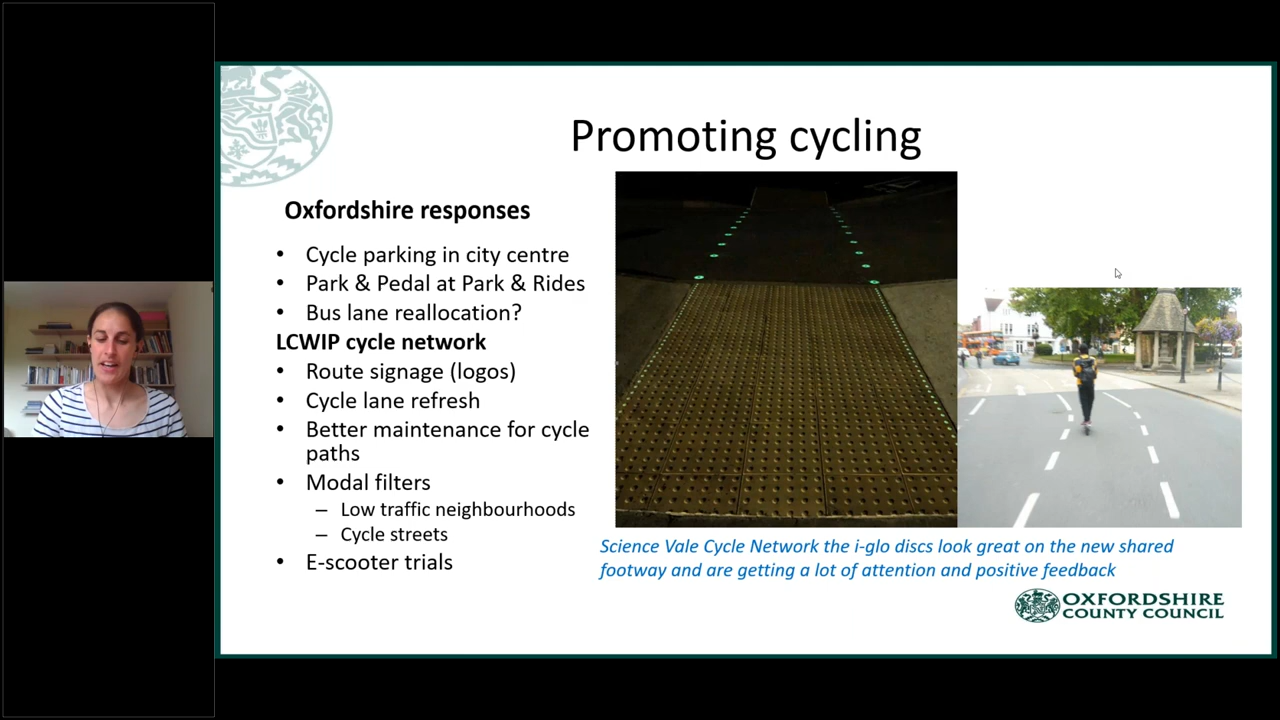 Promoting cycling
Oxfordshire responses
• Cycle parking in city centre
• Park & Pedal at Park & Rides
• Bus lane reallocation?
LCWIP cycle network
• Route signage (logos)
• Cycle lane refresh
• Better maintenance for cycle
paths
• Modal filters
– Low traffic neighbourhoods
– Cycle streets
• E-scooter trials
Science Vale Cycle Network the i-glo discs look great on the new shared
footway and are getting a lot of attention and positive feedback
OXFORDSHIRE
COUNTY COUNCIL